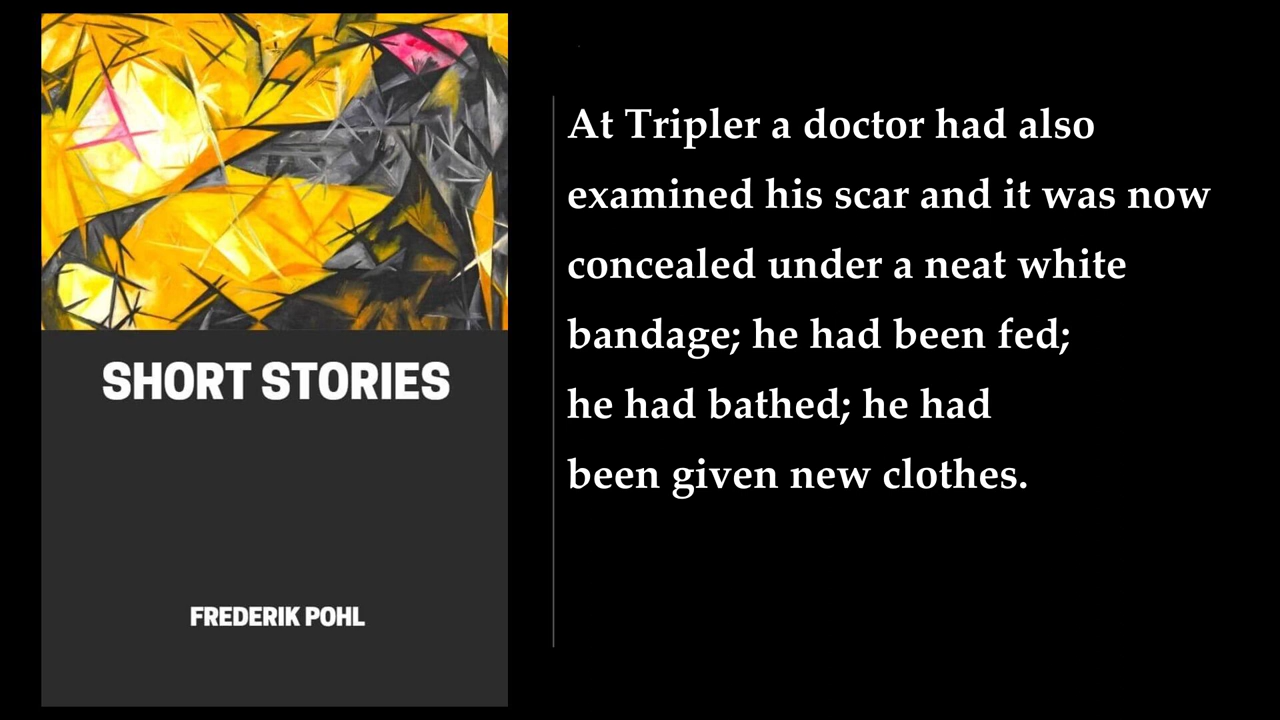 SHORT STORIES
FREDERIK POHL
At Tripler a doctor had also
examined his scar and it was now
concealed under a neat white
bandage; he had been fed;
he had bathed; he had
been given new clothes.